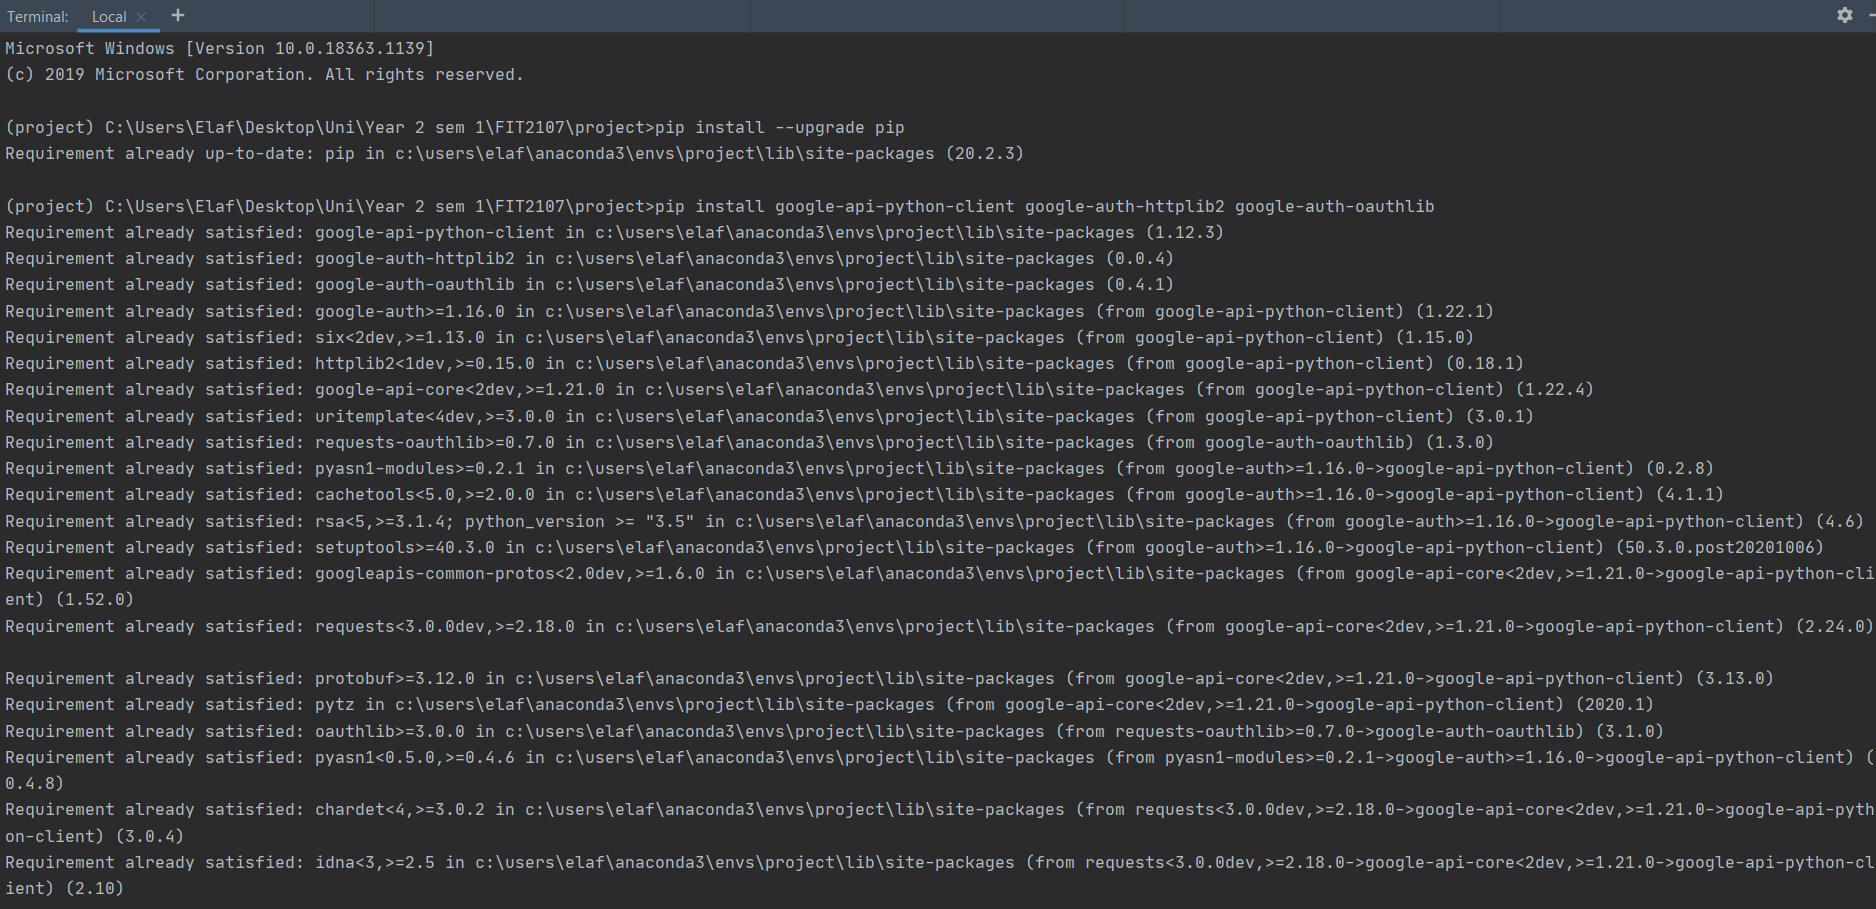 Terminal: Local × +
Microsoft Windows [Version 10.0.18363.1139]
(c) 2019 Microsoft Corporation. All rights reserved.
(project) C:\Users\Elaf\Desktop\Uni\Year 2 sem 1\FIT2107\project>pip install --upgrade pip
Requirement already up-to-date: pip in c:\users\elaf\anaconda3\envs\project\lib\site-packages (20.2.3)
(project) C:\Users\Elaf\Desktop\Uni\Year 2 sem 1\FIT2107\project>pip install google-api-python-client google-auth-httplib2 google-auth-oauthlib
Requirement already satisfied: google-api-python-client in c:\users\elaf\anaconda3\envs\project\lib\site-packages (1.12.3)
Requirement already satisfied: google-auth-httplib2 in c:\users\elaf\anaconda3\envs\project\lib\site-packages (0.0.4)
Requirement already satisfied: google-auth-oauthlib in c:\users\elaf\anaconda3\envs\project\lib\site-packages (0.4.1)
Requirement already satisfied: google-auth>=1.16.0 in c:\users\elaf\anaconda3\envs\project\lib\site-packages (from google-api-python-client) (1.22.1)
Requirement already satisfied: six<2dev,>=1.13.0 in c:\users\elaf\anaconda3\envs\project\lib\site-packages (from google-api-python-client) (1.15.0)
Requirement already satisfied: httplib2<1dev,>=0.15.0 in c:\users\elaf\anaconda3\envs\project\lib\site-packages (from google-api-python-client) (0.18.1)
Requirement already satisfied: google-api-core<2dev,>=1.21.0 in c:\users\elaf\anaconda3\envs\project\lib\site-packages (from google-api-python-client) (1.22.4)
Requirement already satisfied: uritemplate<4dev,>=3.0.0 in c:\users\elaf\anaconda3\envs\project\lib\site-packages (from google-api-python-client) (3.0.1)
Requirement already satisfied: requests-oauthlib>=0.7.0 in c:\users\elaf\anaconda3\envs\project\lib\site-packages (from google-auth-oauthlib) (1.3.0)
Requirement already satisfied: pyasn1-modules>=0.2.1 in c:\users\elaf\anaconda3\envs\project\lib\site-packages (from google-auth>=1.16.0->google-api-python-client) (0.2.8)
Requirement already satisfied: cachetools<5.0,>=2.0.0 in c:\users\elaf\anaconda3\envs\project\lib\site-packages (from google-auth>=1.16.0->google-api-python-client) (4.1.1)
Requirement already satisfied: rsa<5,>=3.1.4; python_version >= "3.5" in c:\users\elaf\anaconda3\envs\project\lib\site-packages (from google-auth>=1.16.0->google-api-python-client) (4.6)
Requirement already satisfied: setuptools>=40.3.0 in c:\users\elaf\anaconda3\envs\project\lib\site-packages (from google-auth>=1.16.0->google-api-python-client) (50.3.0.post20201006)
Requirement already satisfied: googleapis-common-protos<2.0dev,>=1.6.0 in c:\users\elaf\anaconda3\envs\project\lib\site-packages (from google-api-core<2dev,>=1.21.0->google-api-python-cli
ent) (1.52.0)
Requirement already satisfied: requests<3.0.0dev,>=2.18.0 in c:\users\elaf\anaconda3\envs\project\lib\site-packages (from google-api-core<2dev,>=1.21.0->google-api-python-client) (2.24.0)
Requirement already satisfied: protobuf>=3.12.0 in c:\users\elaf\anaconda3\envs\project\lib\site-packages (from google-api-core<2dev,>=1.21.0->google-api-python-client) (3.13.0)
Requirement already satisfied: pytz in c:\users\elaf\anaconda3\envs\project\lib\site-packages (from google-api-core<2dev,>=1.21.0->google-api-python-client) (2020.1)
Requirement already satisfied: oauthlib>=3.0.0 in c:\users\elaf\anaconda3\envs\project\lib\site-packages (from requests-oauthlib>=0.7.0->google-auth-oauthlib) (3.1.0)
Requirement already satisfied: pyasn1<0.5.0,>=0.4.6 in c:\users\elaf\anaconda3\envs\project\lib\site-packages (from pyasn1-modules>=0.2.1->google-auth>=1.16.0->google-api-python-client) (
0.4.8)
Requirement already satisfied: chardet<4,>=3.0.2 in c:\users\elaf\anaconda3\envs\project\lib\site-packages (from requests<3.0.0dev,>=2.18.0->google-api-core<2dev,>=1.21.0->google-api-pyth
on-client) (3.0.4)
Requirement already satisfied: idna<3,>=2.5 in c:\users\elaf\anaconda3\envs\project\lib\site-packages (from requests<3.0.0dev,>=2.18.0->google-api-core<2dev,>=1.21.0->google-api-python-cl
ient) (2.10)